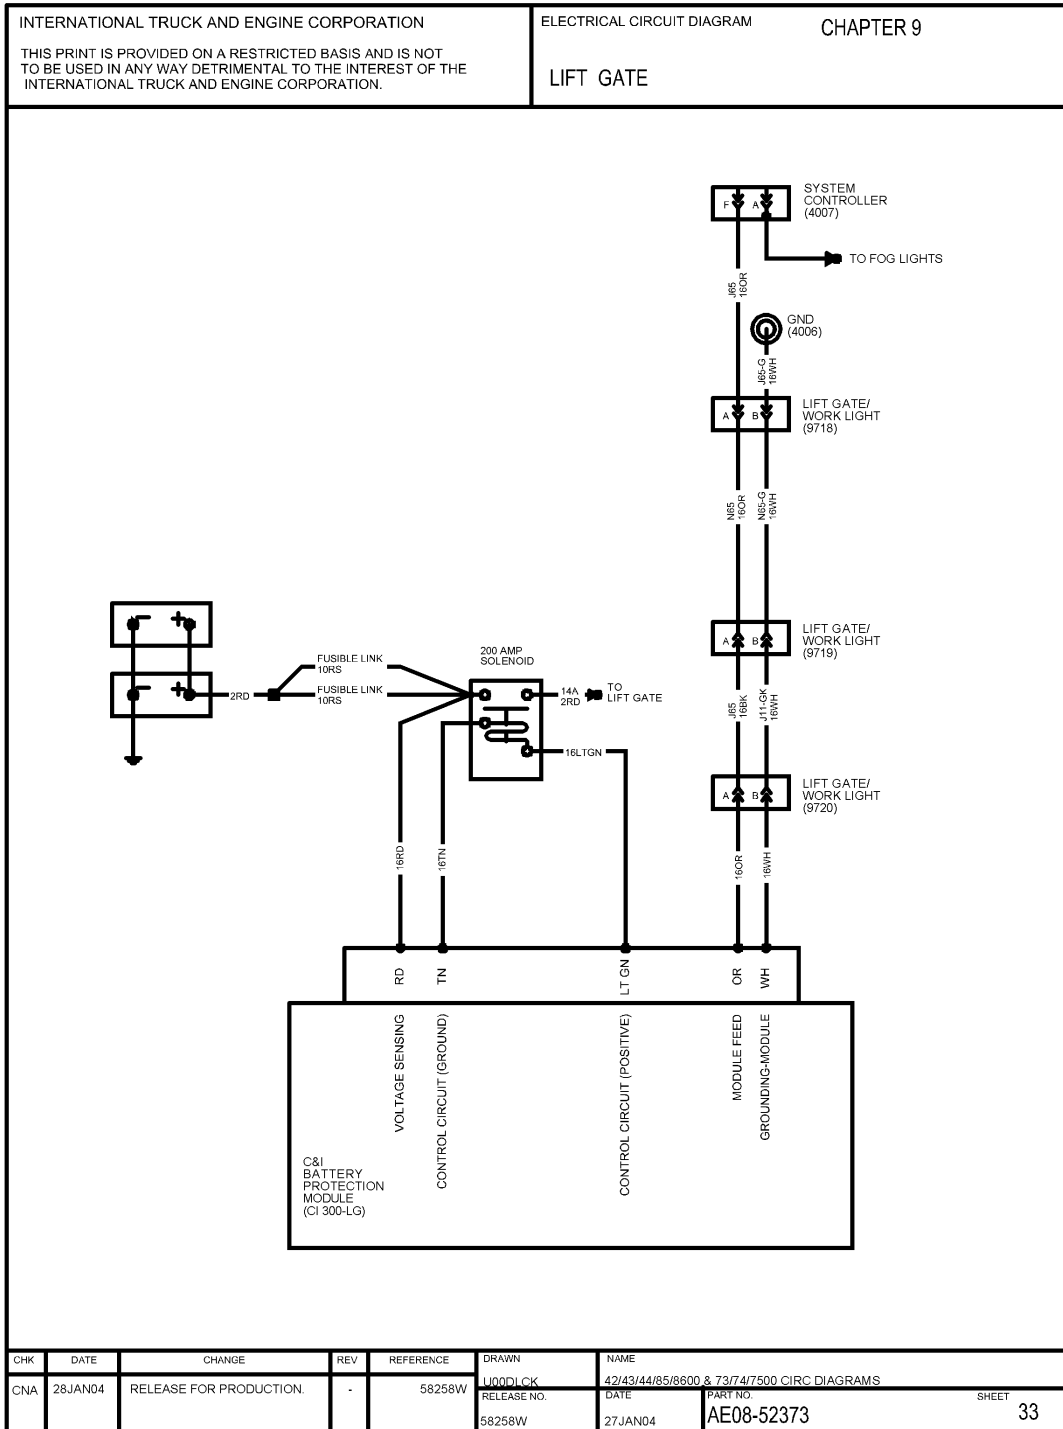 INTERNATIONAL TRUCK AND ENGINE CORPORATION
THIS PRINT IS PROVIDED ON A RESTRICTED BASIS AND IS NOT
TO BE USED IN ANY WAY DETRIMENTAL TO THE INTEREST OF THE
INTERNATIONAL TRUCK AND ENGINE CORPORATION.
ELECTRICAL CIRCUIT DIAGRAM
CHAPTER 9
LIFT GATE
F A
SYSTEM
CONTROLLER
(4007)
TO FOG LIGHTS
J65
16OR
GND
(4006)
J65-G
16WH
A B
LIFT GATE/
WORK LIGHT
(9718)
N65
16OR
N65-G
16WH
A B
LIFT GATE/
WORK LIGHT
(9719)
- +
- +
2RD
FUSIBLE LINK
10RS
FUSIBLE LINK
10RS
200 AMP
SOLENOID
14A
2RD
TO
LIFT GATE
16LTGN
J65
16BK
J11-GK
16WH
A B
LIFT GATE/
WORK LIGHT
(9720)
16RD
16TN
16OR
16WH
RD
TN
LT GN
OR
WH
VOLTAGE SENSING
CONTROL CIRCUIT (GROUND)
CONTROL CIRCUIT (POSITIVE)
MODULE FEED
GROUNDING-MODULE
C&I
BATTERY
PROTECTION
MODULE
(CI 300-LG)
CHK DATE CHANGE REV REFERENCE
CNA 28JAN04 RELEASE FOR PRODUCTION. - 58258W
DRAWN
U00DLCK
NAME
42/43/44/85/8600 & 73/74/7500 CIRC DIAGRAMS
RELEASE NO.
58258W
DATE
27JAN04
PART NO.
AE08-52373
SHEET
33